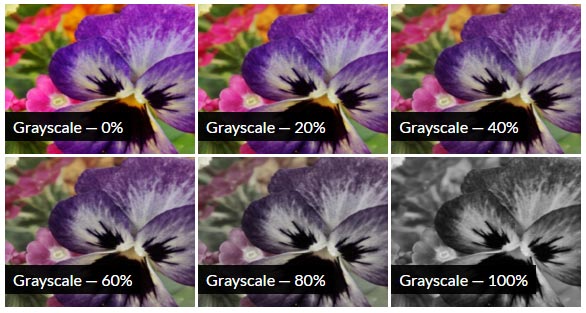 Grayscale — 0%
Grayscale — 20%
Grayscale — 40%
Grayscale — 60%
Grayscale — 80%
Grayscale — 100%